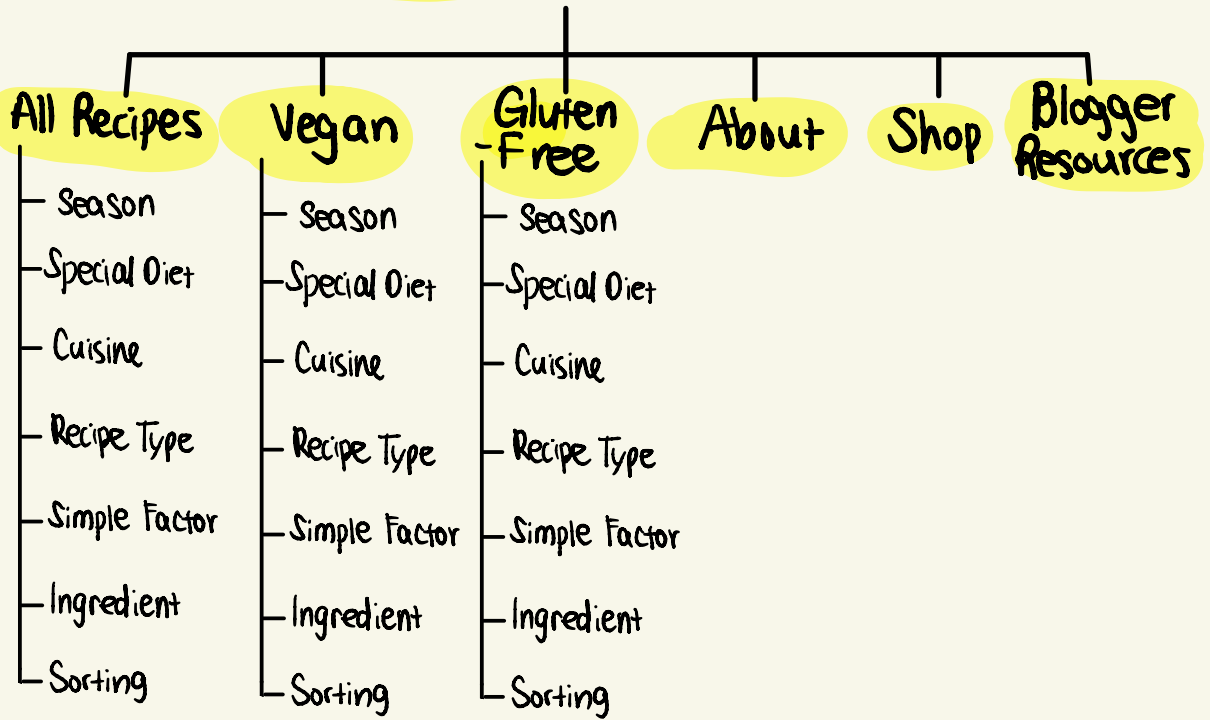 All Recipes
Season
Special Diet
Cuisine
Recipe Type
Simple Factor
Ingredient
Sorting
Vegan
Season
Special Diet
Cuisine
Recipe Type
Simple Factor
Ingredient
Sorting
Gluten
-Free
Season
Special Diet
Cuisine
Recipe Type
Simple Factor
Ingredient
Sorting
About
Shop
Blogger
Resources